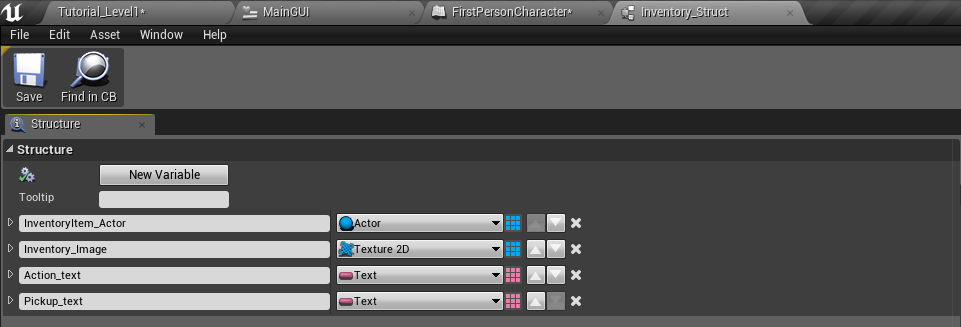 Tutorial_Level1* MainGUI FirstPersonCharacter* Inventory_Struct
File Edit Asset Window Help
Save Find in CB
Structure
Structure
New Variable
Tooltip
InventoryItem_Actor Actor
Inventory_Image Texture 2D
Action_text Text
Pickup_text Text